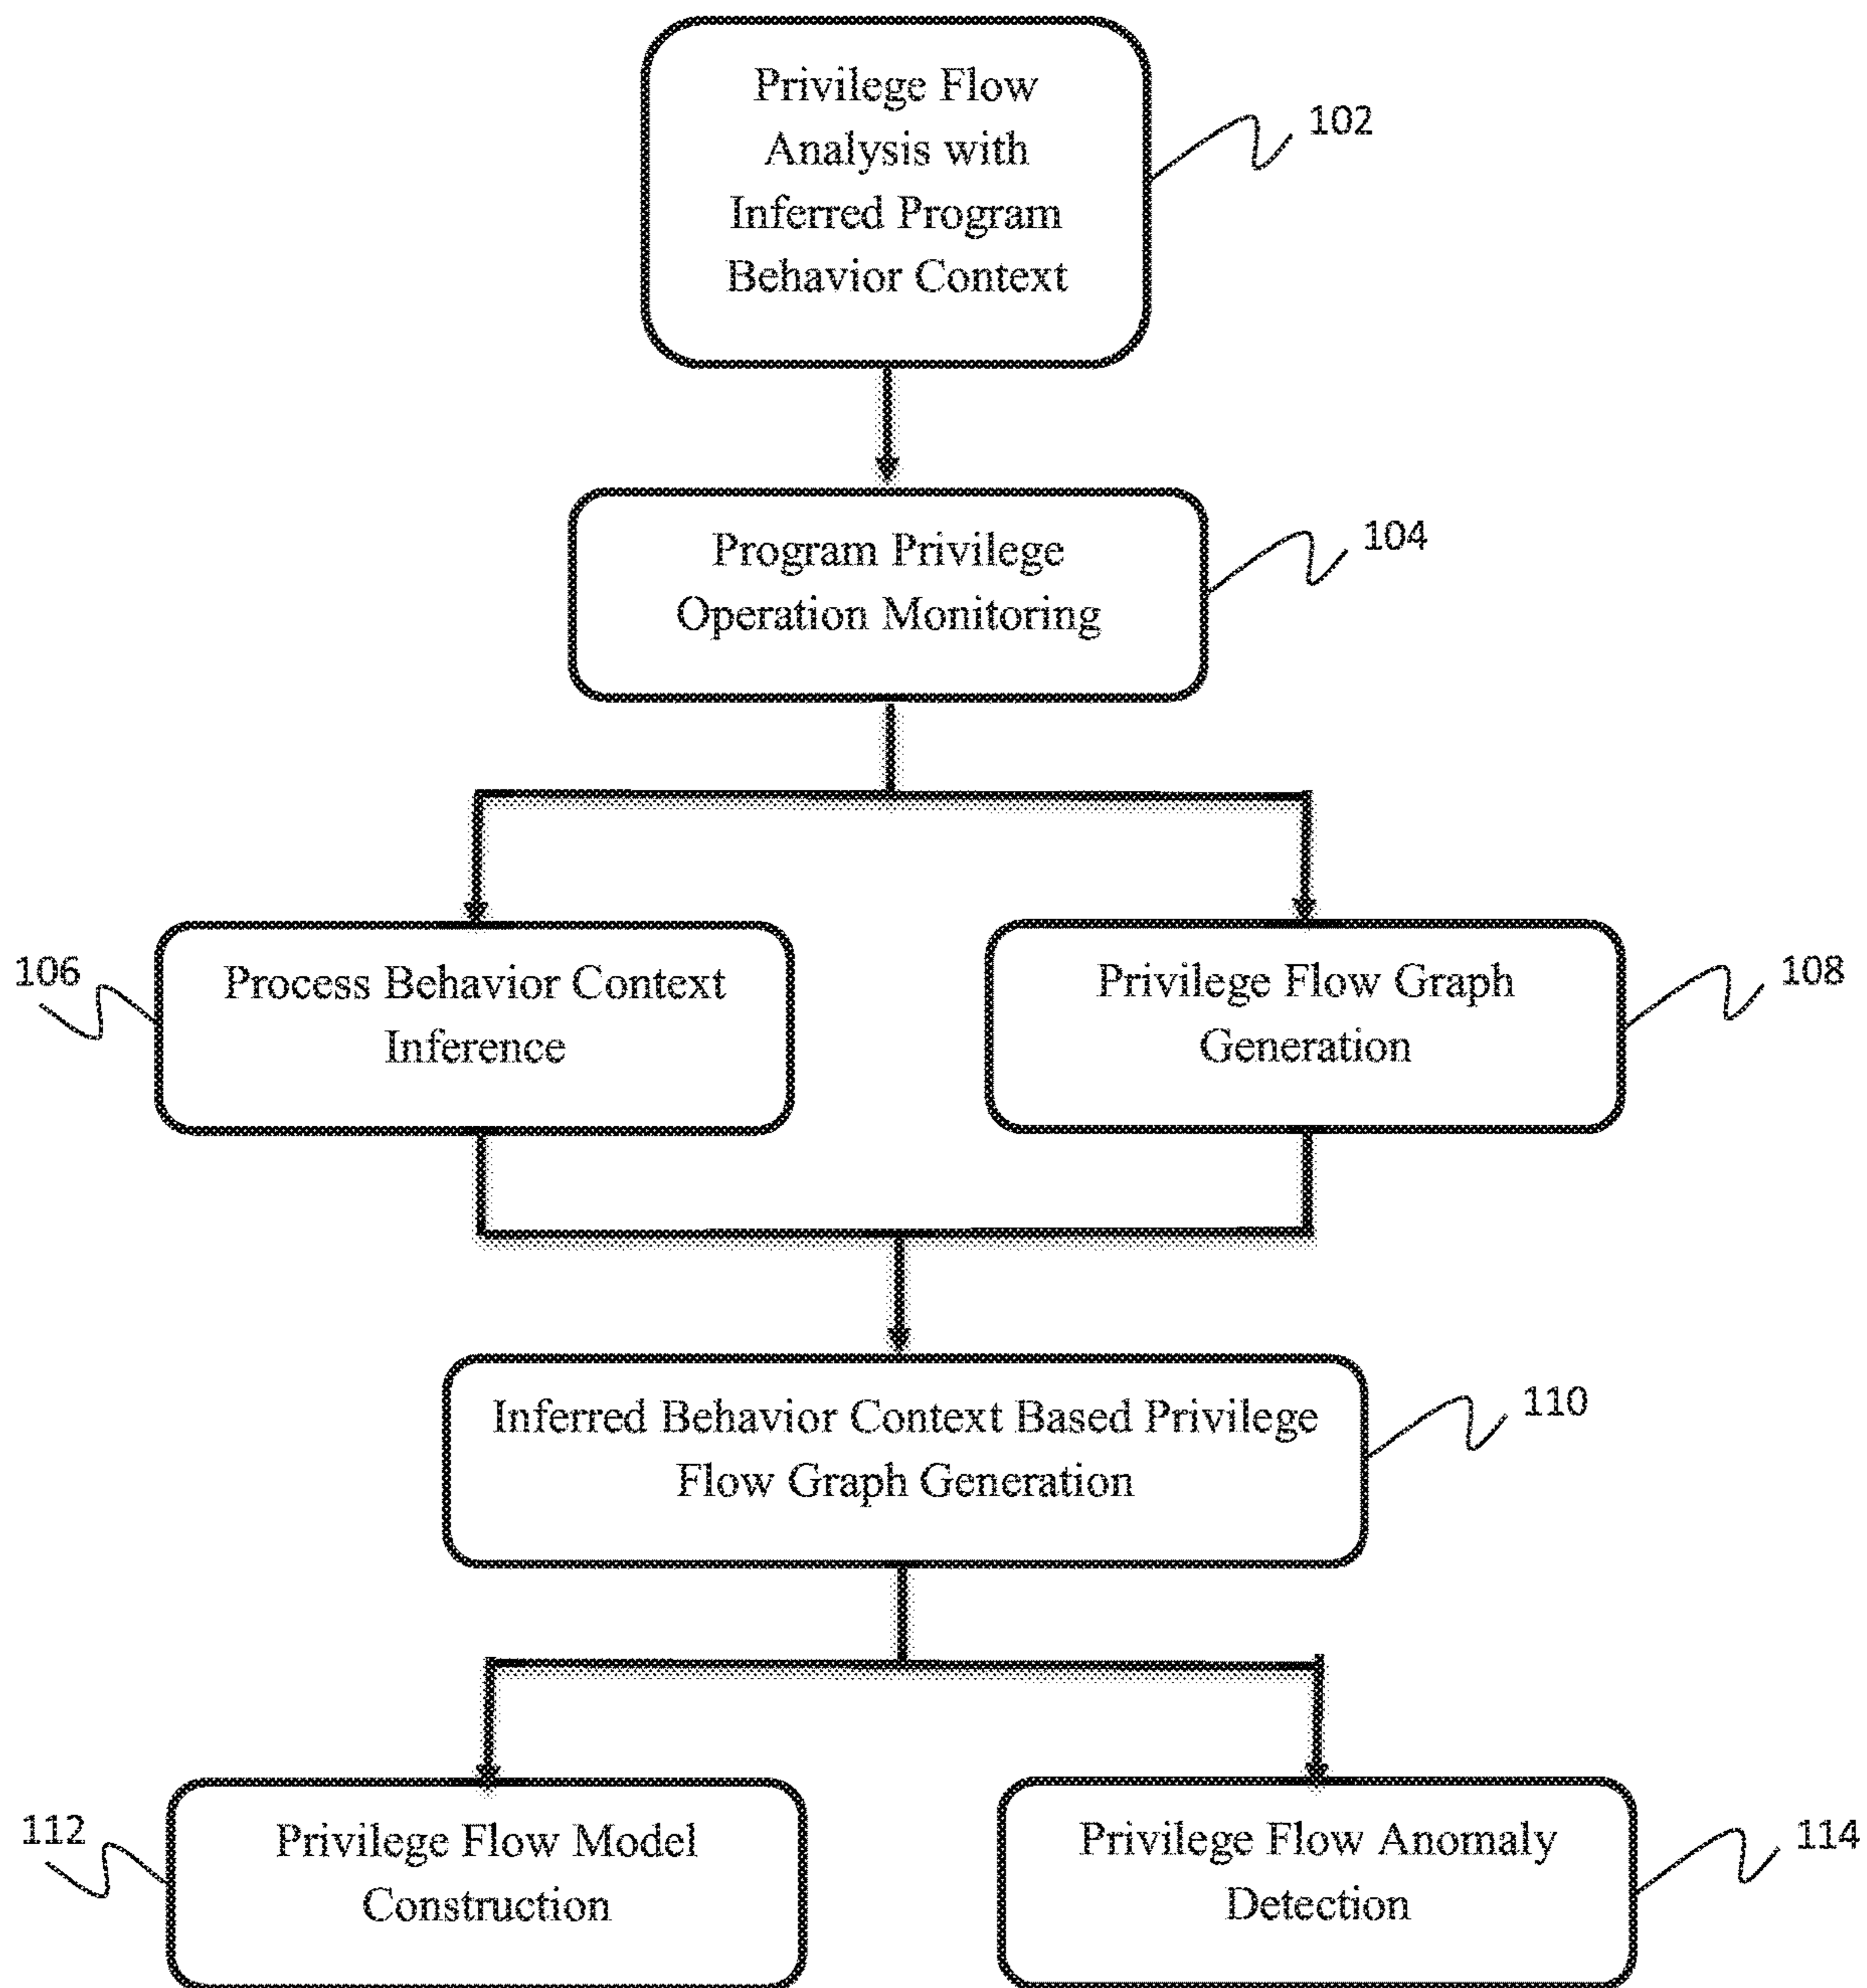 Privilege Flow
Analysis with
Inferred Program
Behavior Context
102
Program Privilege
Operation Monitoring
104
106
Process Behavior Context
Inference
Privilege Flow Graph
Generation
108
Inferred Behavior Context Based Privilege
Flow Graph Generation
110
112
Privilege Flow Model
Construction
Privilege Flow Anomaly
Detection
114